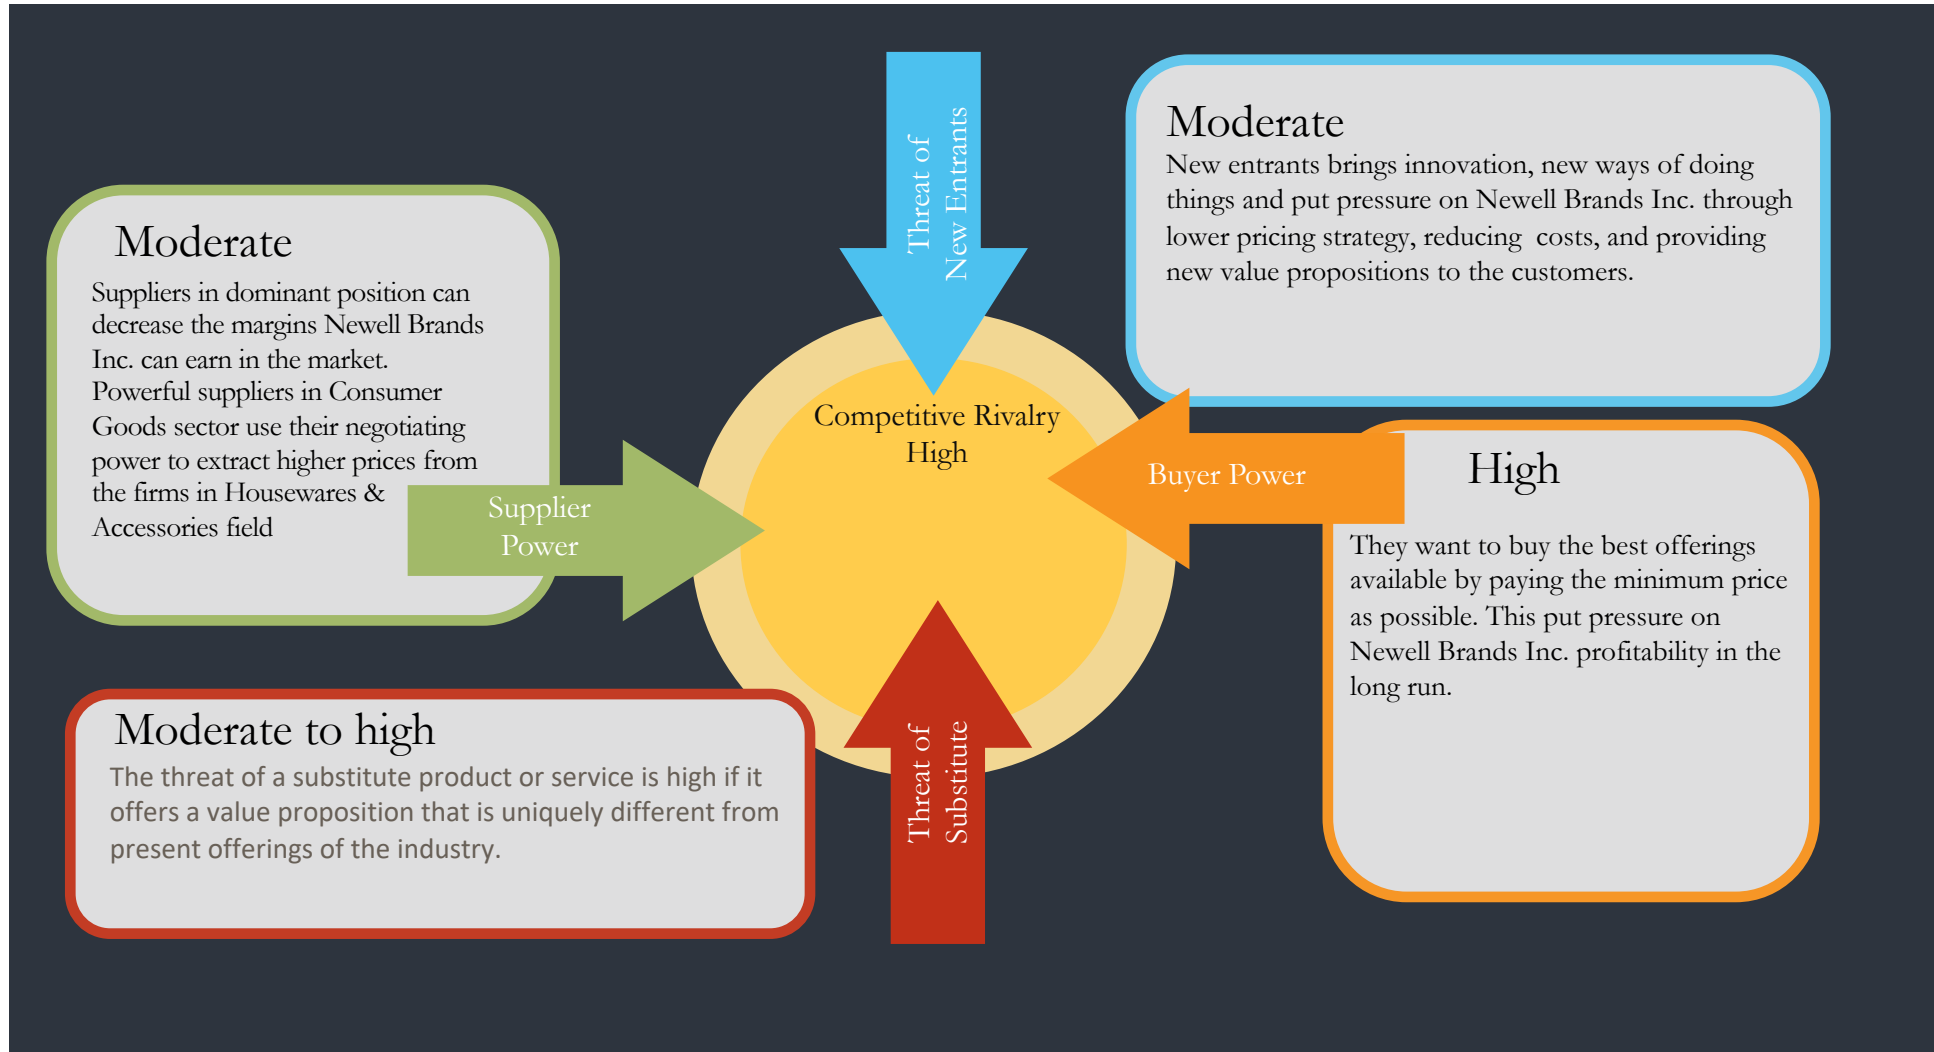 Threat of
New Entrants
Moderate
New entrants brings innovation, new ways of doing
things and put pressure on Newell Brands Inc. through
lower pricing strategy, reducing  costs, and providing
new value propositions to the customers.
Moderate
Suppliers in dominant position can
decrease the margins Newell Brands
Inc. can earn in the market.
Powerful suppliers in Consumer
Goods sector use their negotiating
power to extract higher prices from
the firms in Housewares &
Accessories field
Supplier
Power
Competitive Rivalry
High
Buyer Power
High
They want to buy the best offerings
available by paying the minimum price
as possible. This put pressure on
Newell Brands Inc. profitability in the
long run.
Moderate to high
The threat of a substitute product or service is high if it
offers a value proposition that is uniquely different from
present offerings of the industry.
Threat of
Substitute